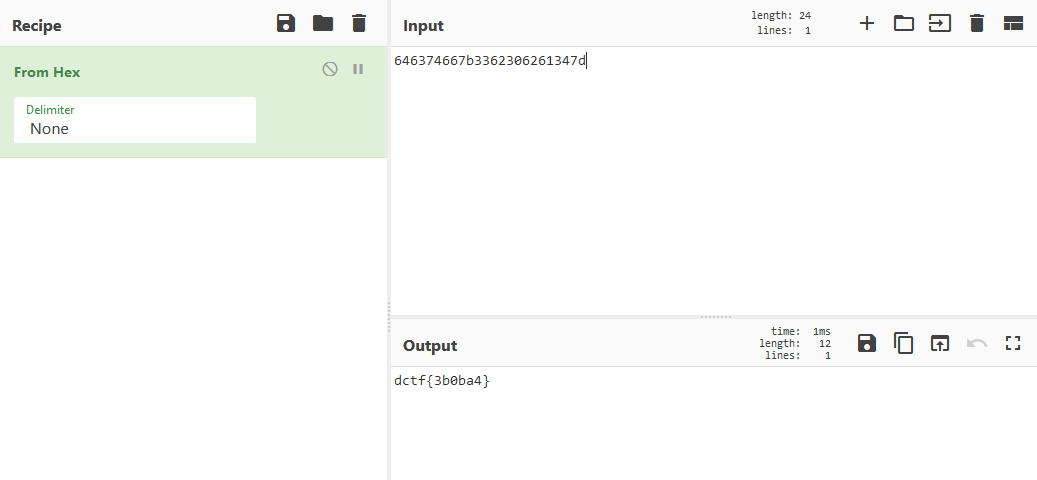 Recipe
From Hex
Delimiter
None
Input
length: 24
lines: 1
646374667b3362306261347d
Output
time: 1ms
length: 12
lines: 1
dctf{3b0ba4}